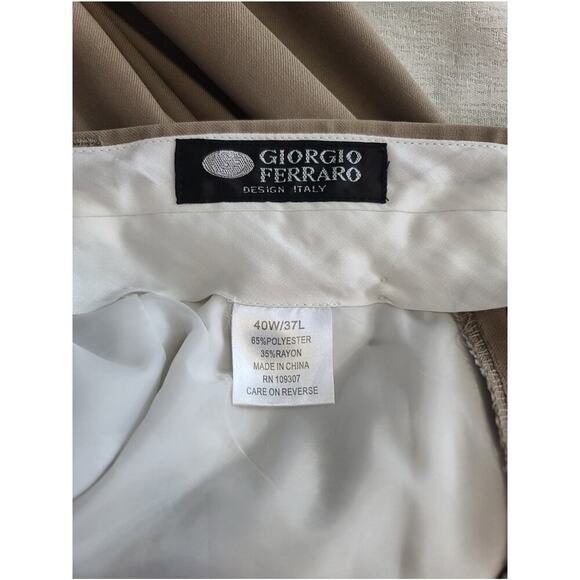 GIORGIO
FERRARO
DESIGN ITALY
40W/37L
65%POLYESTER
35%RAYON
MADE IN CHINA
RN 109307
CARE ON REVERSE